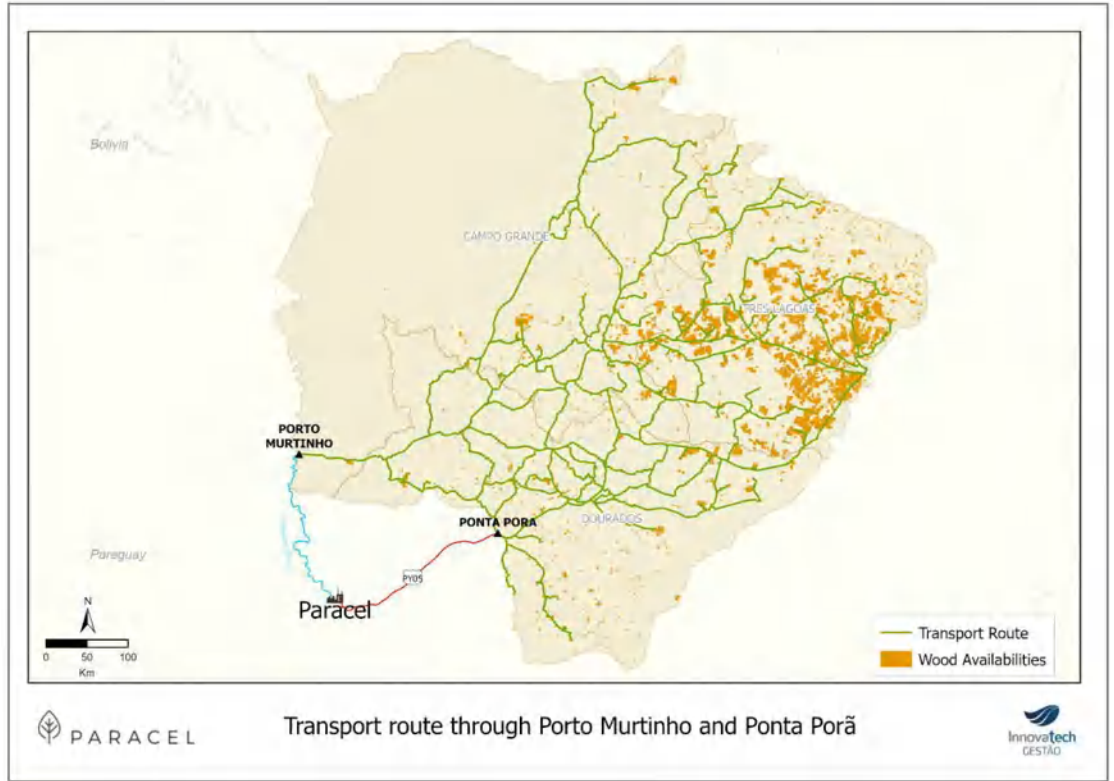 Bolivia
CAMPO GRANDE
TRES LAGOAS
PORTO
MURTINHO
PONTA PORA
DOURADOS
Paraguay
PY05
Paracel
N
0 50 100
Km
Transport Route
Wood Availabilities
PARACEL
Transport route through Porto Murtinho and Ponta Porã
Innovatech
GESTÃO